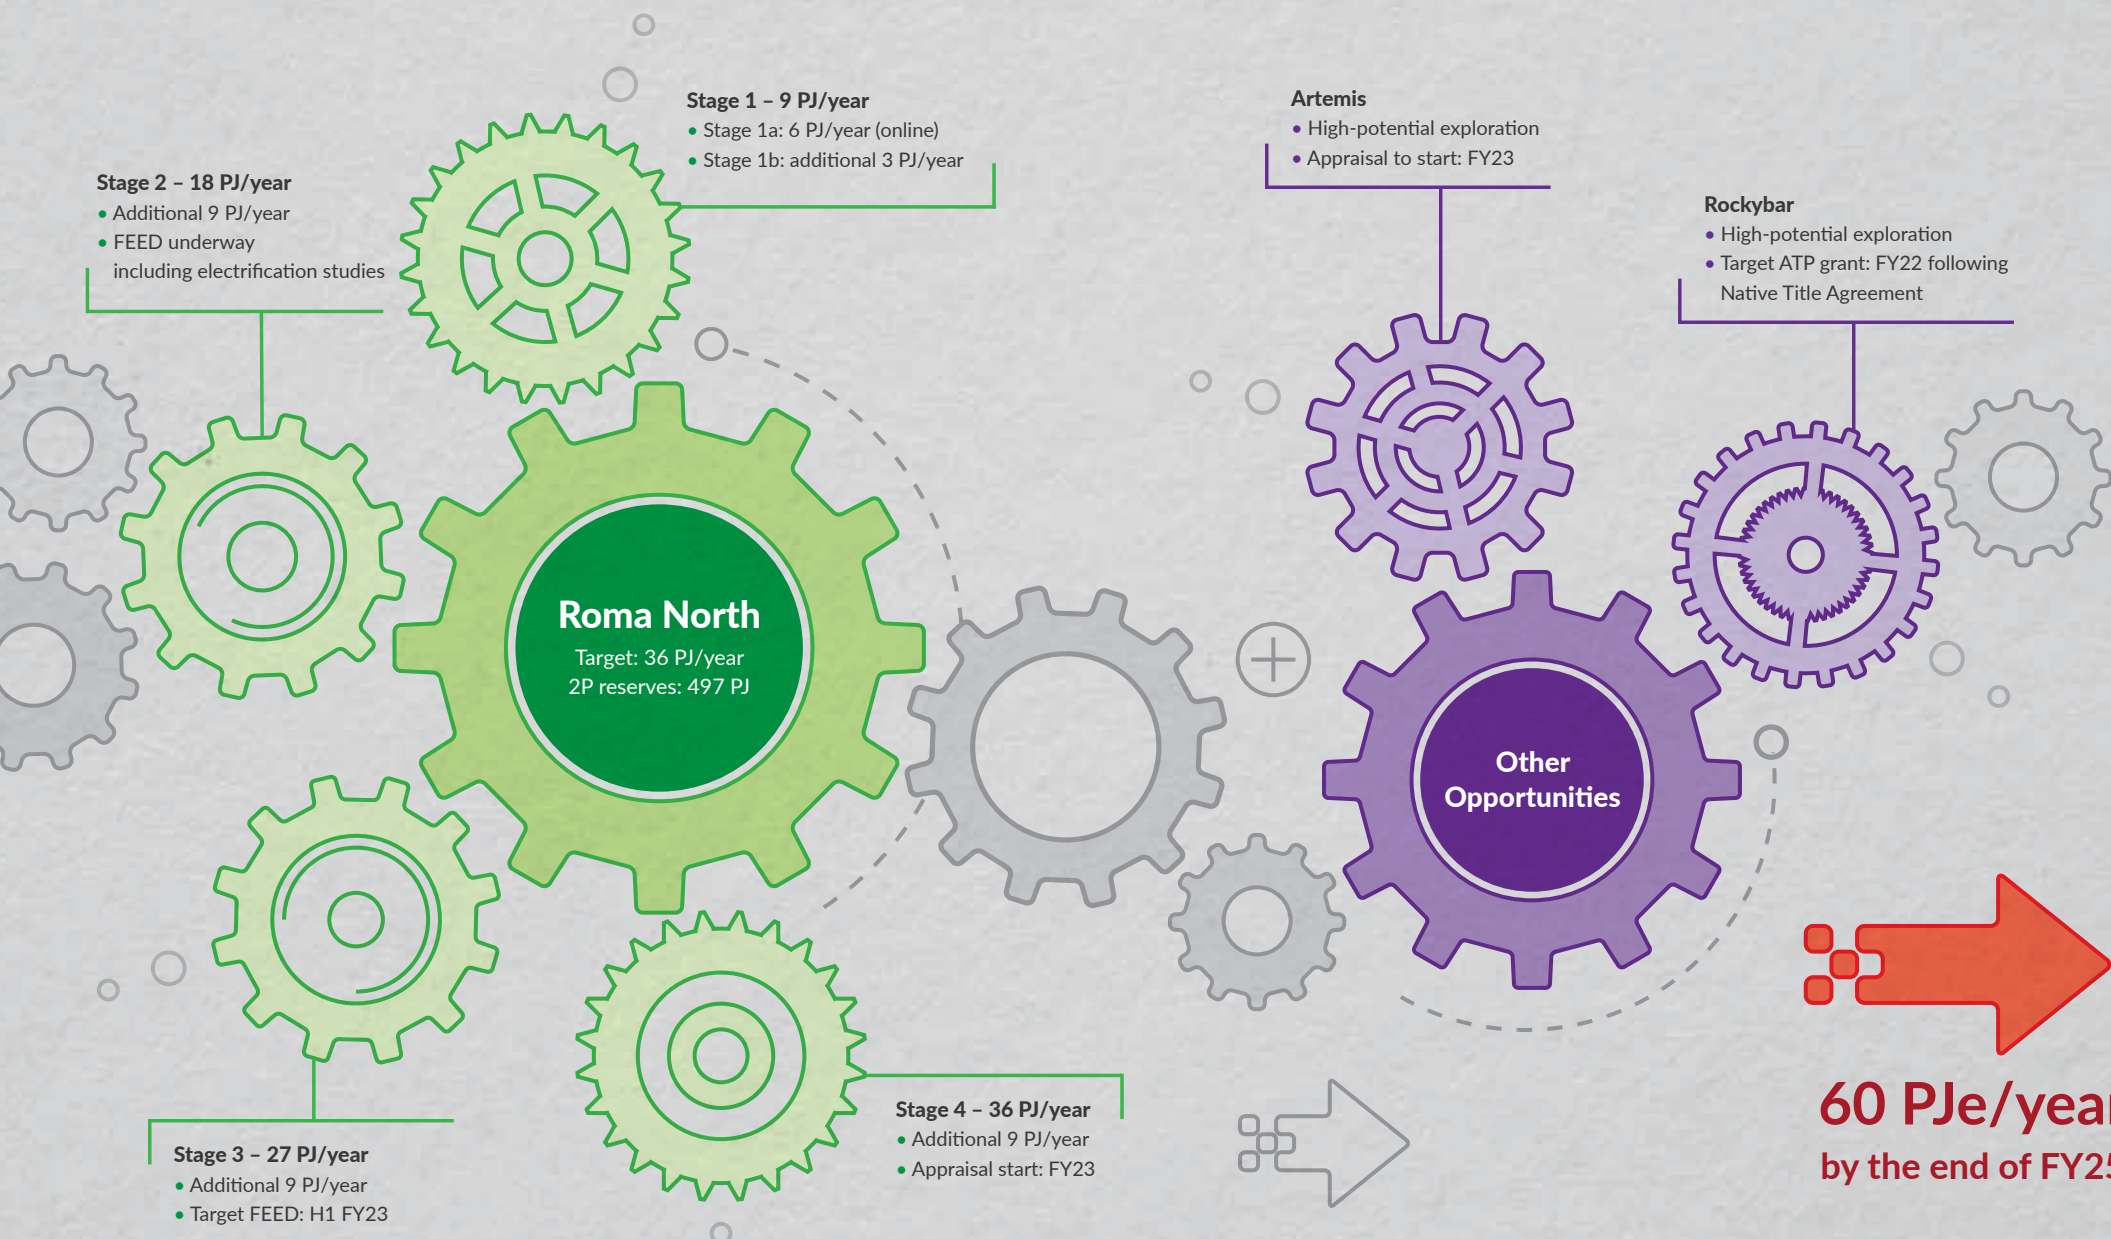 Stage 1 – 9 PJ/year
• Stage 1a: 6 PJ/year (online)
• Stage 1b: additional 3 PJ/year
Stage 2 – 18 PJ/year
• Additional 9 PJ/year
• FEED underway
including electrification studies
Roma North
Target: 36 PJ/year
2P reserves: 497 PJ
Stage 3 – 27 PJ/year
• Additional 9 PJ/year
• Target FEED: H1 FY23
Stage 4 – 36 PJ/year
• Additional 9 PJ/year
• Appraisal start: FY23
Artemis
• High-potential exploration
• Appraisal to start: FY23
Rockybar
• High-potential exploration
• Target ATP grant: FY22 following
Native Title Agreement
Other
Opportunities
60 PJe/year
by the end of FY25